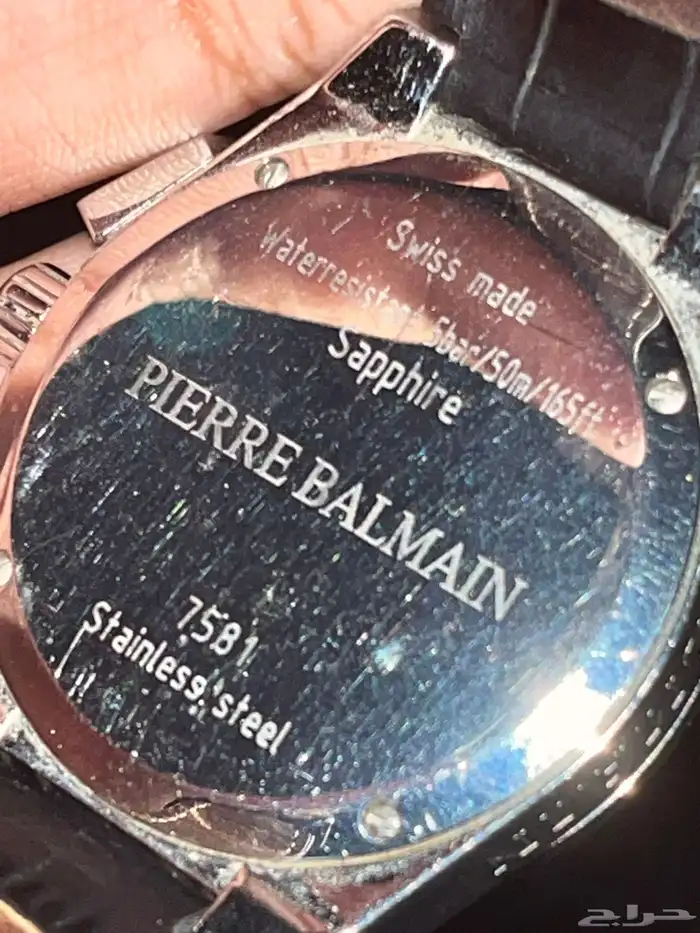 Swiss made
Waterresistant 5bar/50m/165ft
Sapphire
PIERRE BALMAIN
7581
Stainless steel
حراج